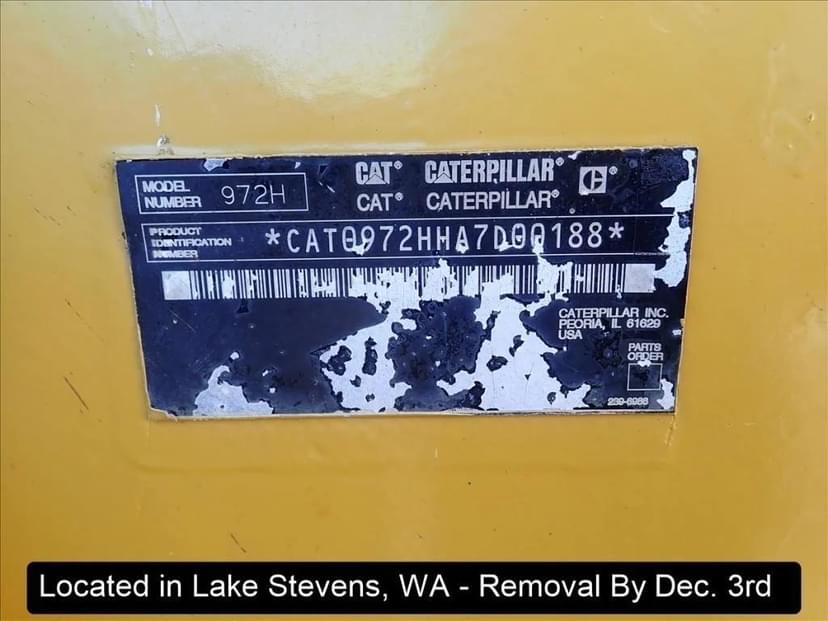 MODEL
NUMBER 972H
CAT® CATERPILLAR® C®
CAT® CATERPILLAR®
PRODUCT
IDENTIFICATION
NUMBER
*CAT0972HHA7D00188*
CATERPILLAR INC.
PEORIA, IL 61629
USA
PARTS
ORDER
239-6988
Located in Lake Stevens, WA - Removal By Dec. 3rd